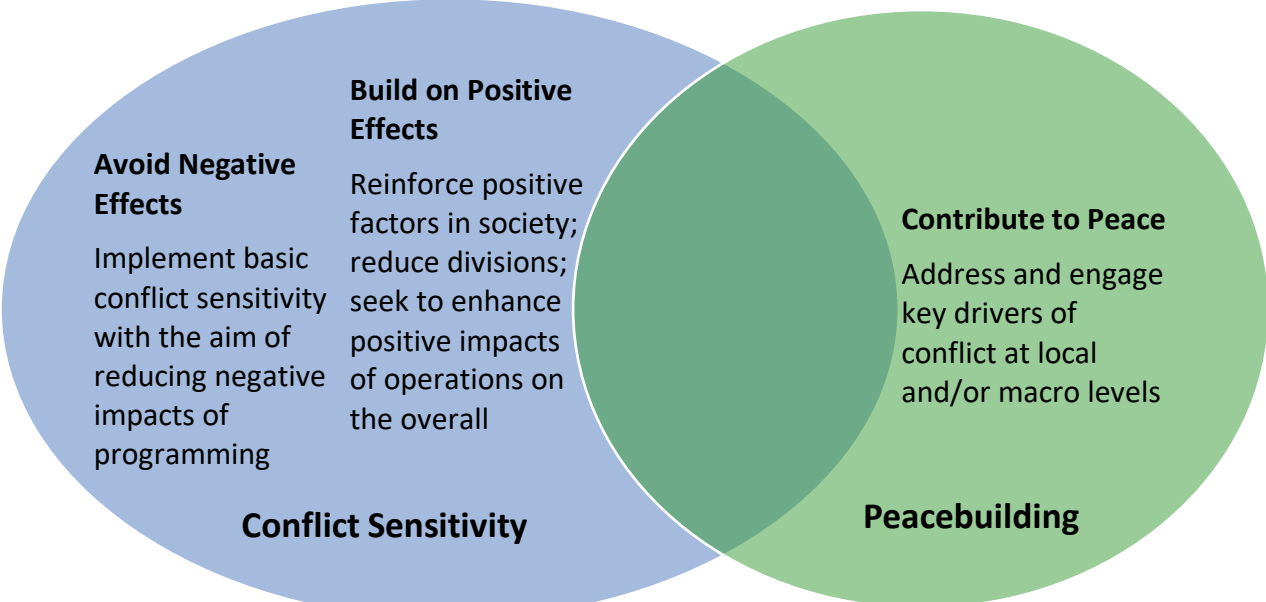 Avoid Negative
Effects
Implement basic
conflict sensitivity
with the aim of
reducing negative
impacts of
programming
Build on Positive
Effects
Reinforce positive
factors in society;
reduce divisions;
seek to enhance
positive impacts
of operations on
the overall
Conflict Sensitivity
Contribute to Peace
Address and engage
key drivers of
conflict at local
and/or macro levels
Peacebuilding